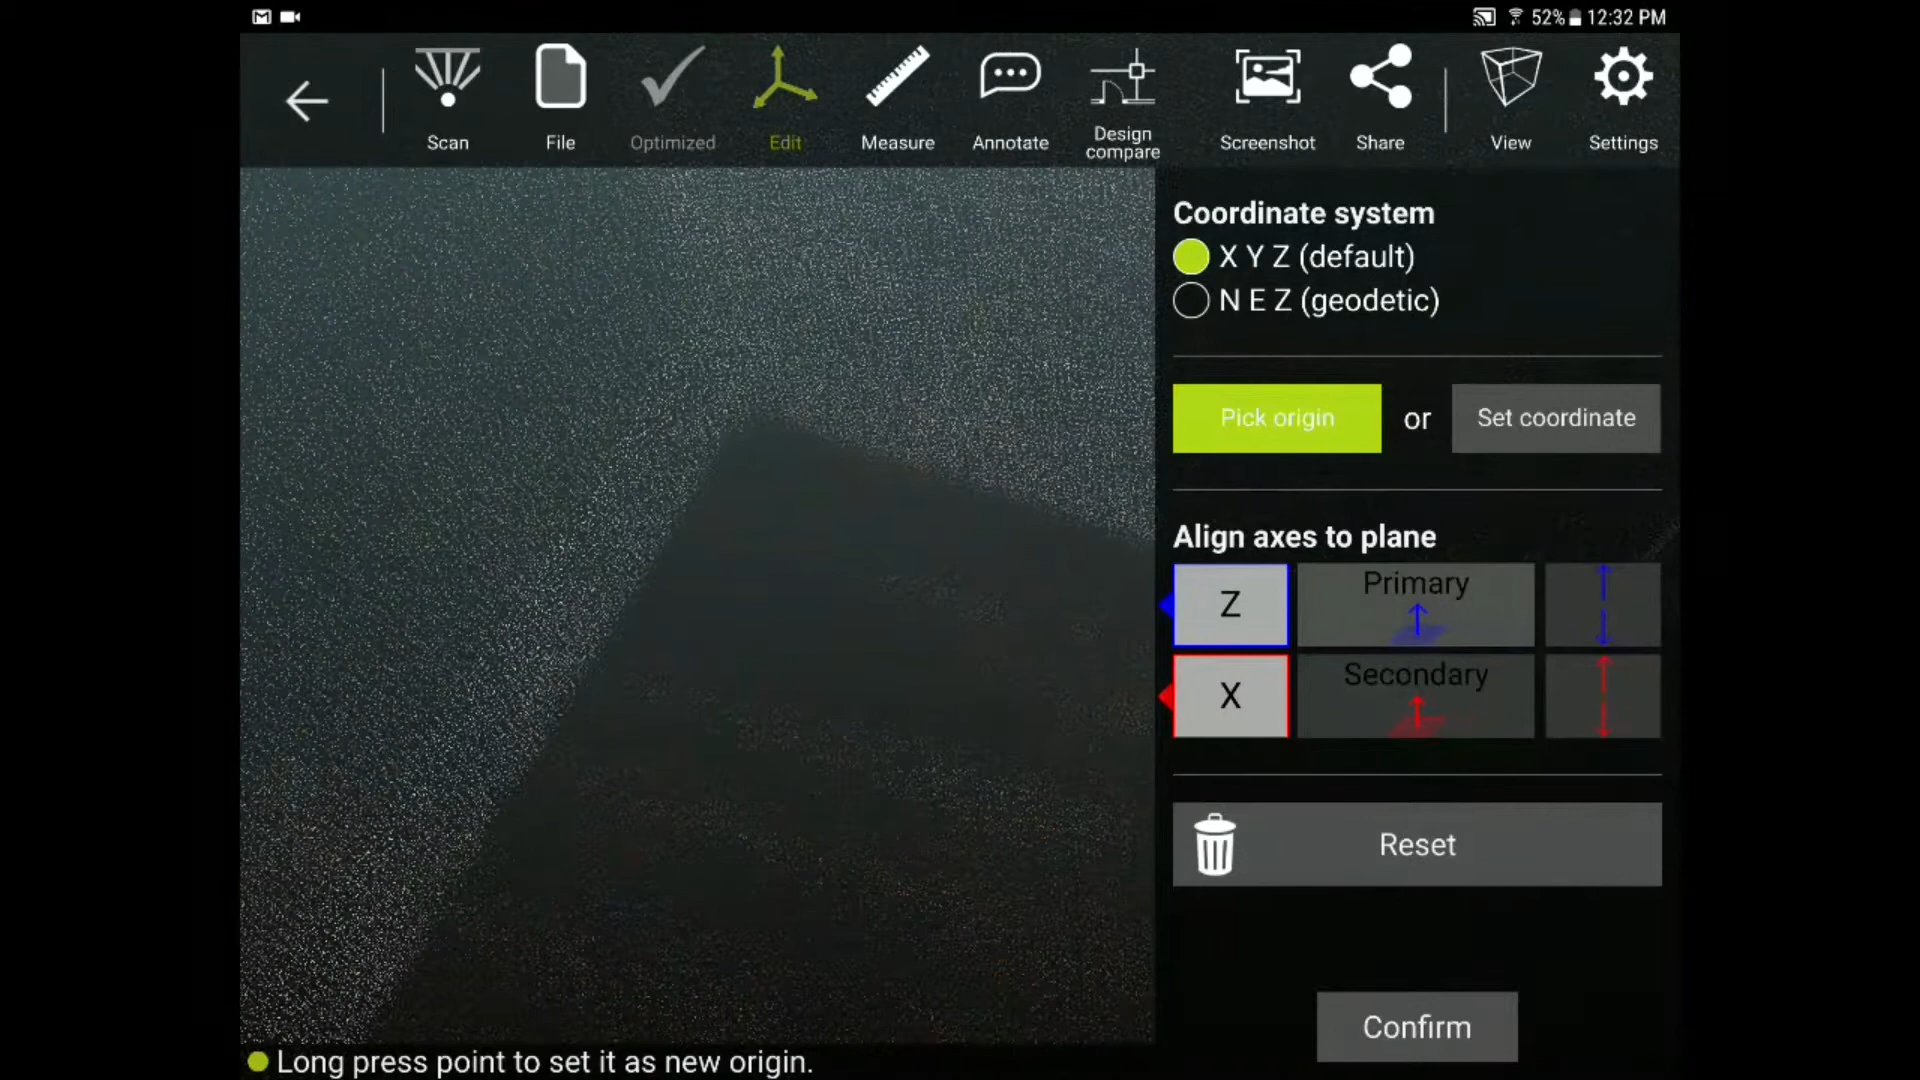 52% 12:32 PM
Scan
File
Optimized
Edit
Measure
Annotate
Design
compare
Screenshot
Share
View
Settings
Coordinate system
X Y Z (default)
N E Z (geodetic)
Pick origin or Set coordinate
Align axes to plane
Z Primary
X Secondary
Reset
Confirm
Long press point to set it as new origin.